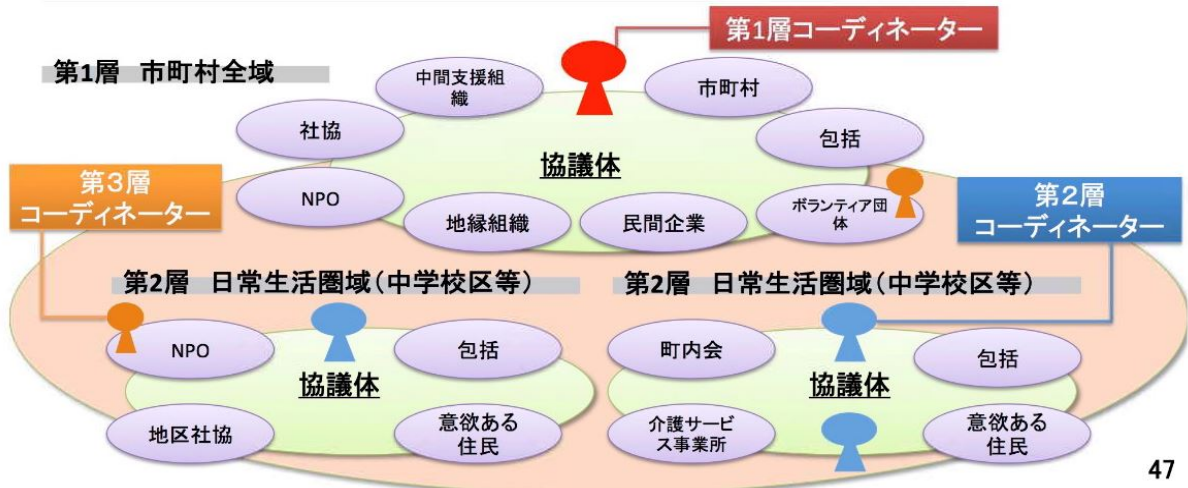 第1層コーディネーター
第1層 市町村全域
中間支援組
織
市町村
社協
包括
協議体
第3層
コーディネーター
NPO
地縁組織
民間企業
ボランティア団
体
第2層
コーディネーター
第2層 日常生活圏域(中学校区等)
第2層 日常生活圏域(中学校区等)
NPO
包括
協議体
地区社協
意欲ある
住民
町内会
包括
協議体
介護サービ
ス事業所
意欲ある
住民
47